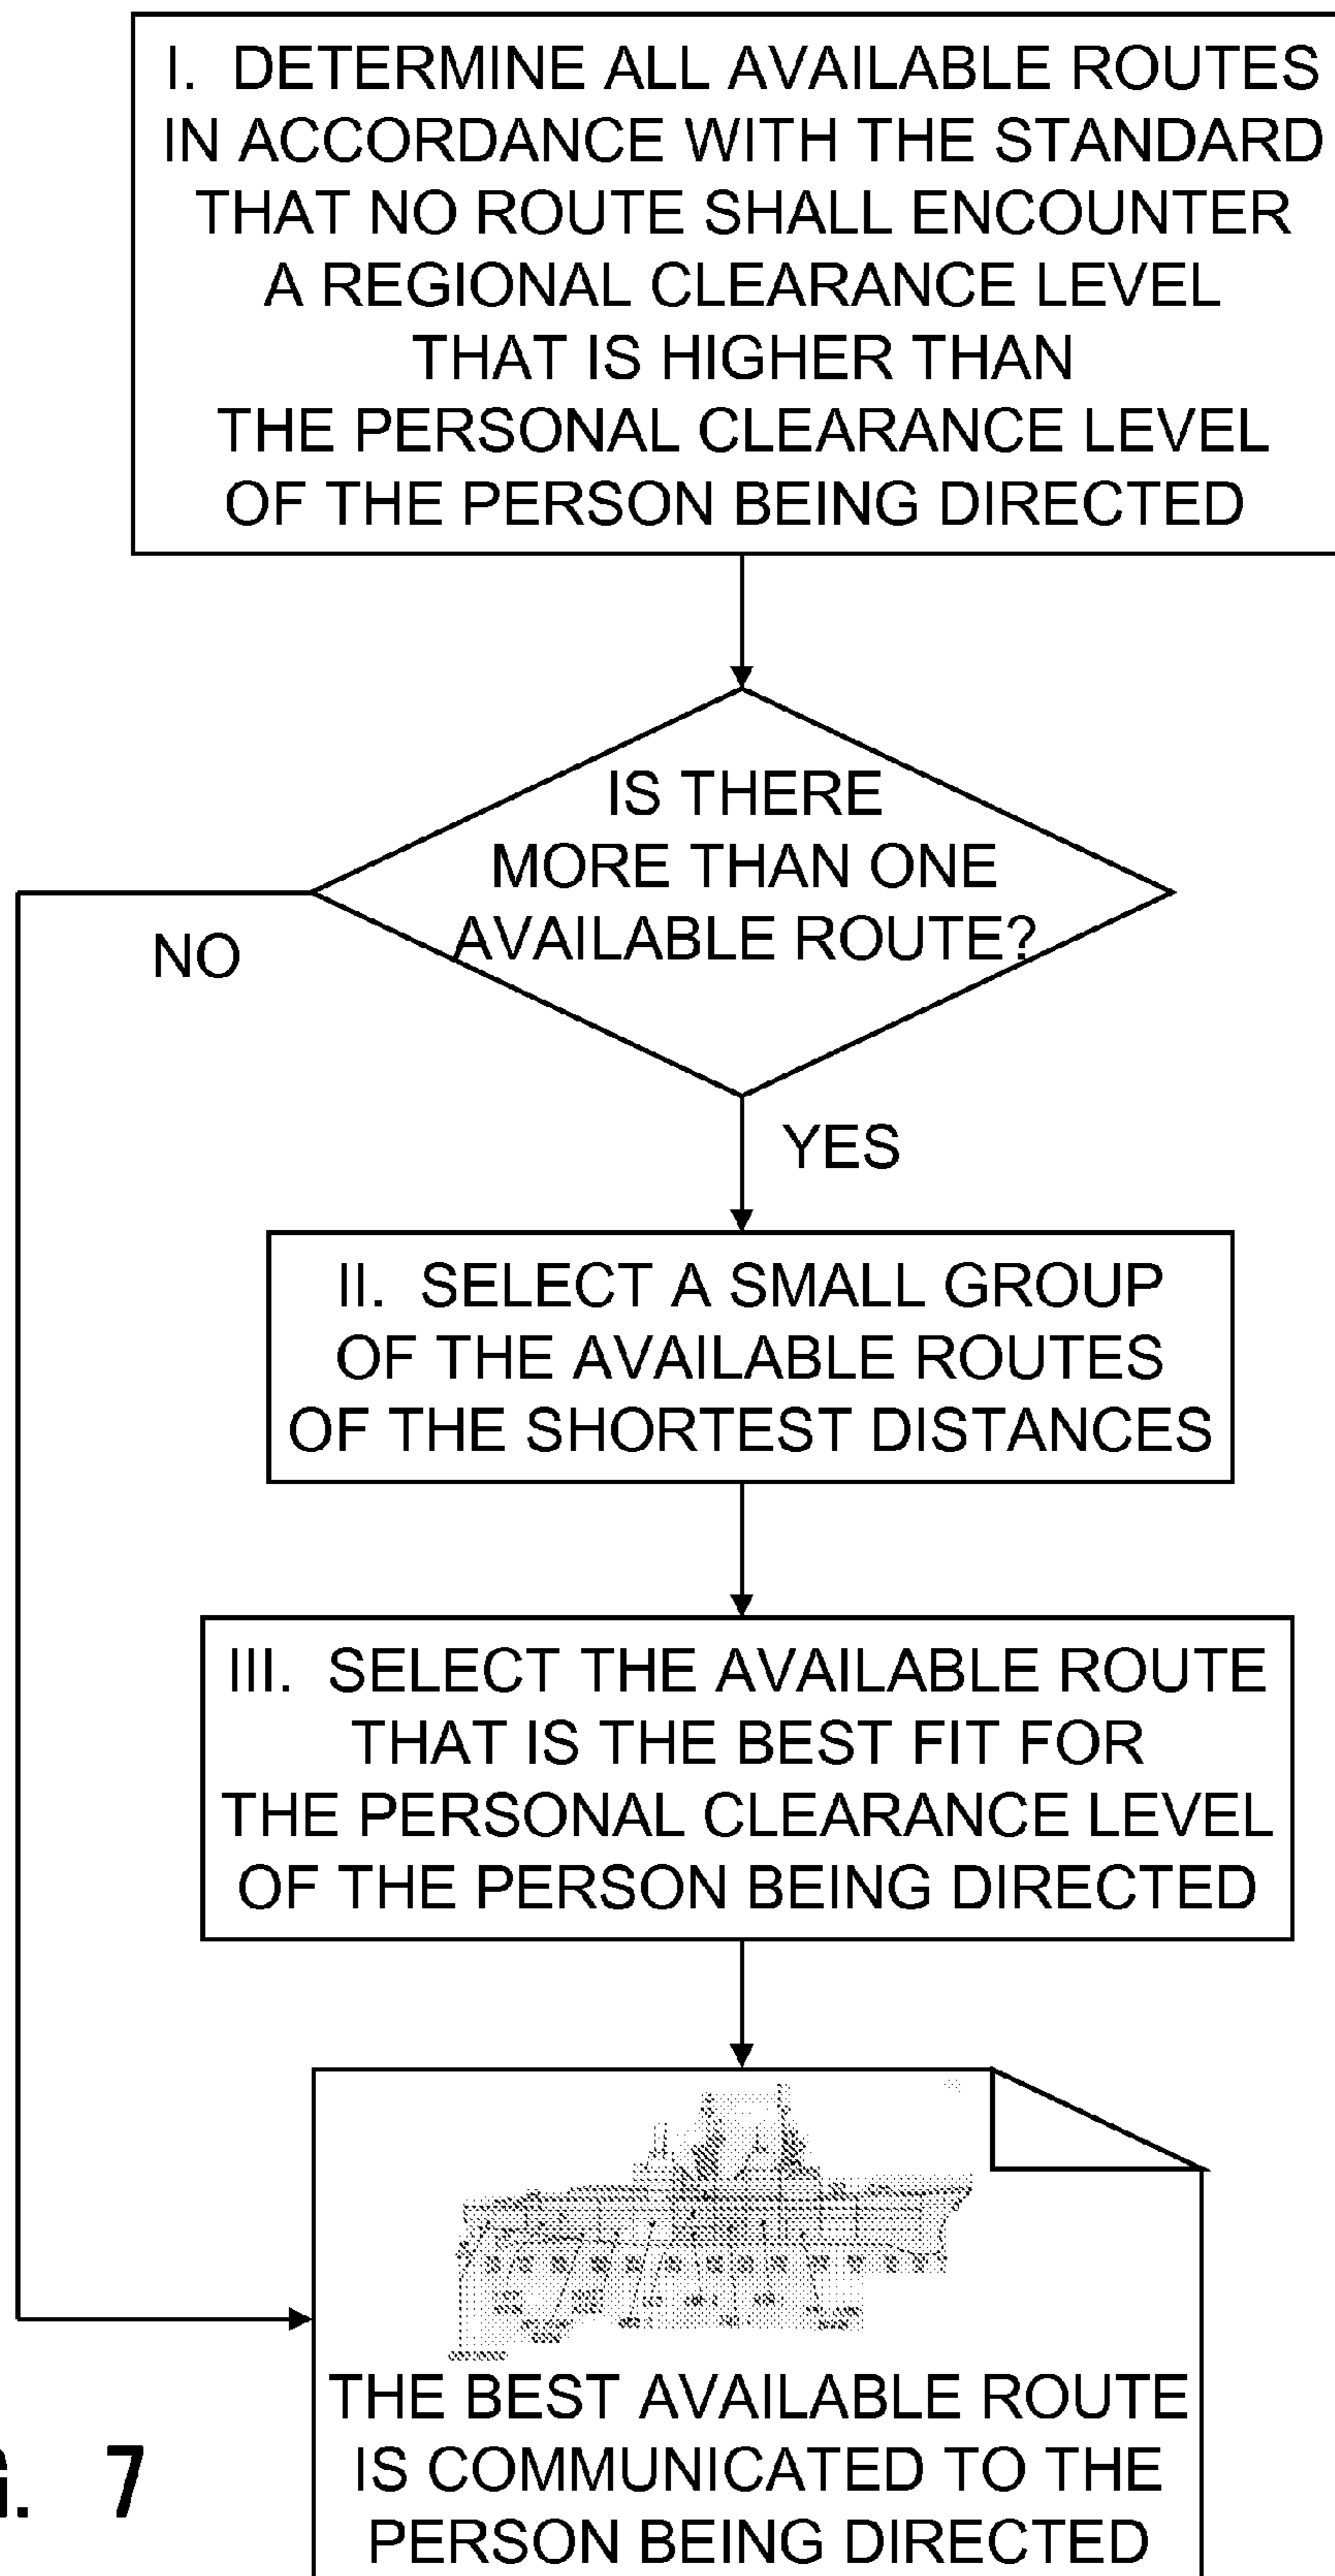 I. DETERMINE ALL AVAILABLE ROUTES
IN ACCORDANCE WITH THE STANDARD
THAT NO ROUTE SHALL ENCOUNTER
A REGIONAL CLEARANCE LEVEL
THAT IS HIGHER THAN
THE PERSONAL CLEARANCE LEVEL
OF THE PERSON BEING DIRECTED
IS THERE
MORE THAN ONE
AVAILABLE ROUTE?
NO
YES
II. SELECT A SMALL GROUP
OF THE AVAILABLE ROUTES
OF THE SHORTEST DISTANCES
III. SELECT THE AVAILABLE ROUTE
THAT IS THE BEST FIT FOR
THE PERSONAL CLEARANCE LEVEL
OF THE PERSON BEING DIRECTED
THE BEST AVAILABLE ROUTE
IS COMMUNICATED TO THE
PERSON BEING DIRECTED
7